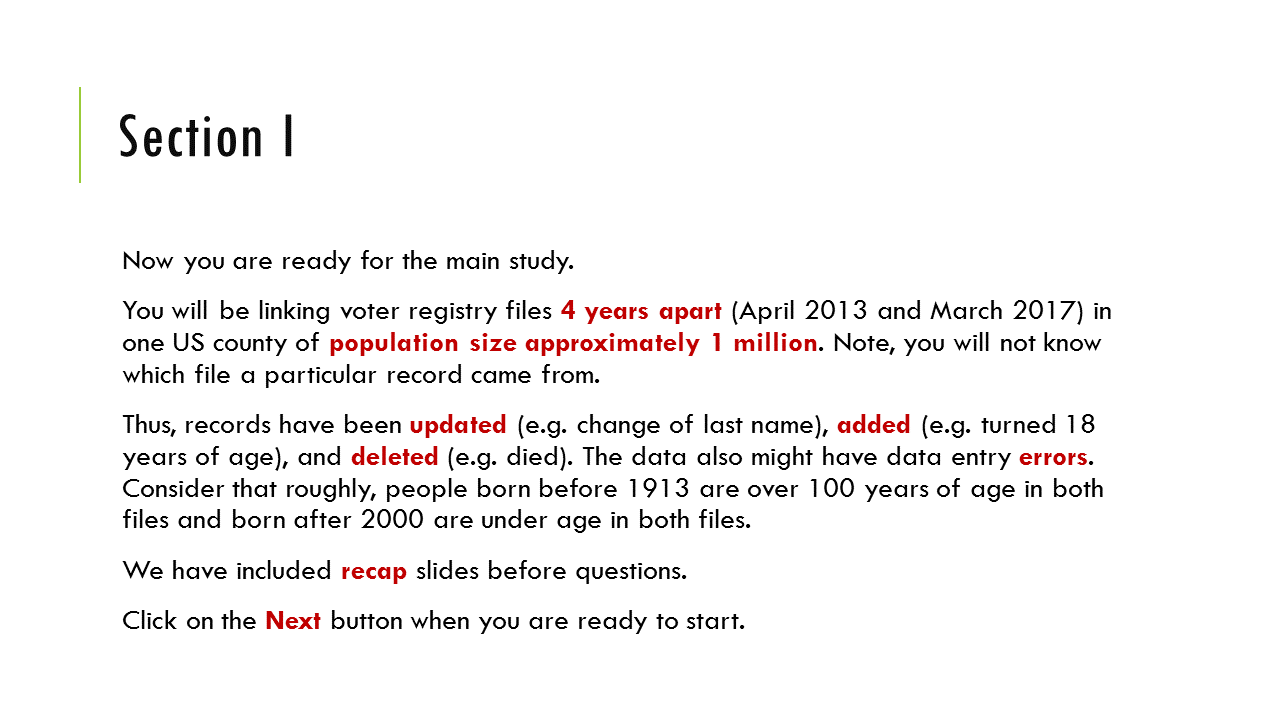 Section I
Now you are ready for the main study.
You will be linking voter registry files 4 years apart (April 2013 and March 2017) in
one US county of population size approximately 1 million. Note, you will not know
which file a particular record came from.
Thus, records have been updated (e.g. change of last name), added (e.g. turned 18
years of age), and deleted (e.g. died). The data also might have data entry errors.
Consider that roughly, people born before 1913 are over 100 years of age in both
files and born after 2000 are under age in both files.
We have included recap slides before questions.
Click on the Next button when you are ready to start.